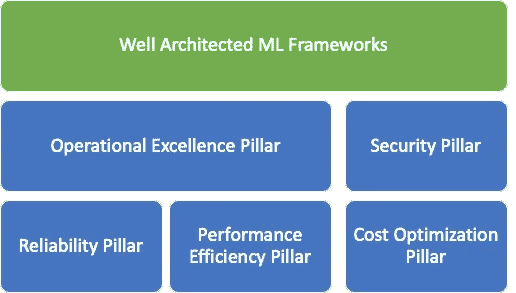 Well Architected ML Frameworks
Operational Excellence Pillar
Security Pillar
Reliability Pillar
Performance
Efficiency Pillar
Cost Optimization
Pillar